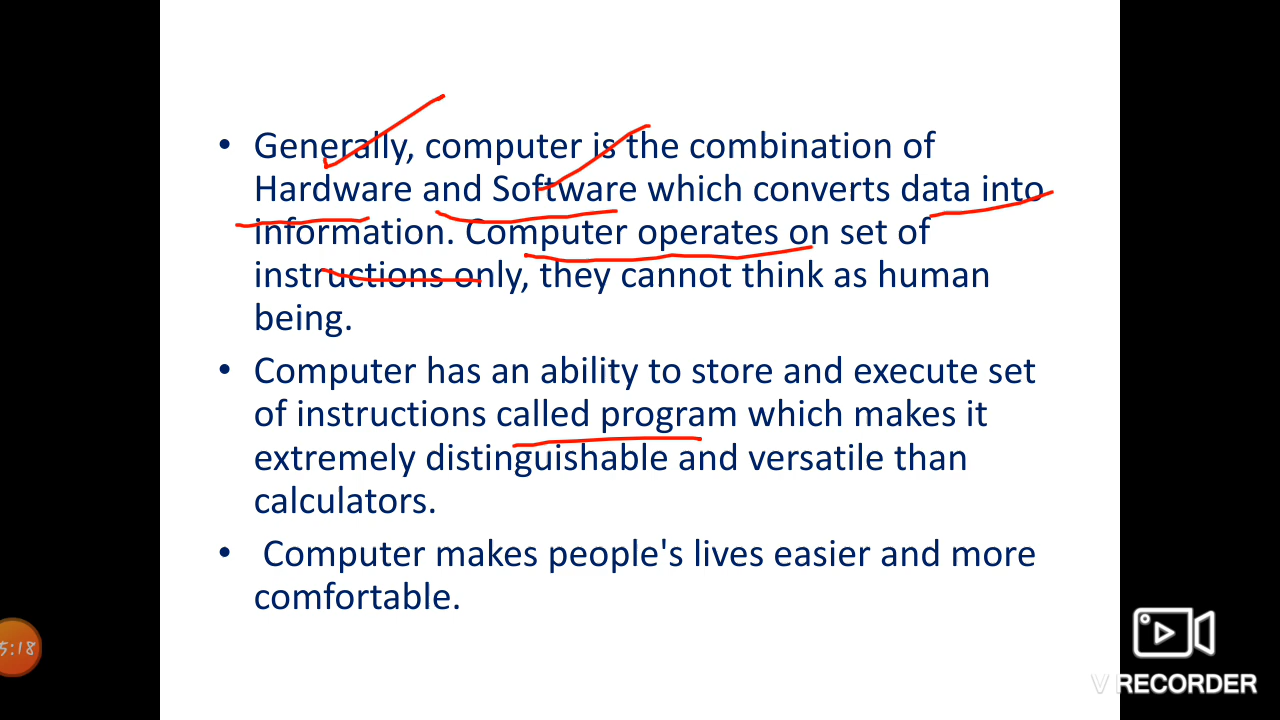 • Generally, computer is the combination of
Hardware and Software which converts data into
information. Computer operates on set of
instructions only, they cannot think as human
being.
• Computer has an ability to store and execute set
of instructions called program which makes it
extremely distinguishable and versatile than
calculators.
• Computer makes people's lives easier and more
comfortable.
5:18
V RECORDER